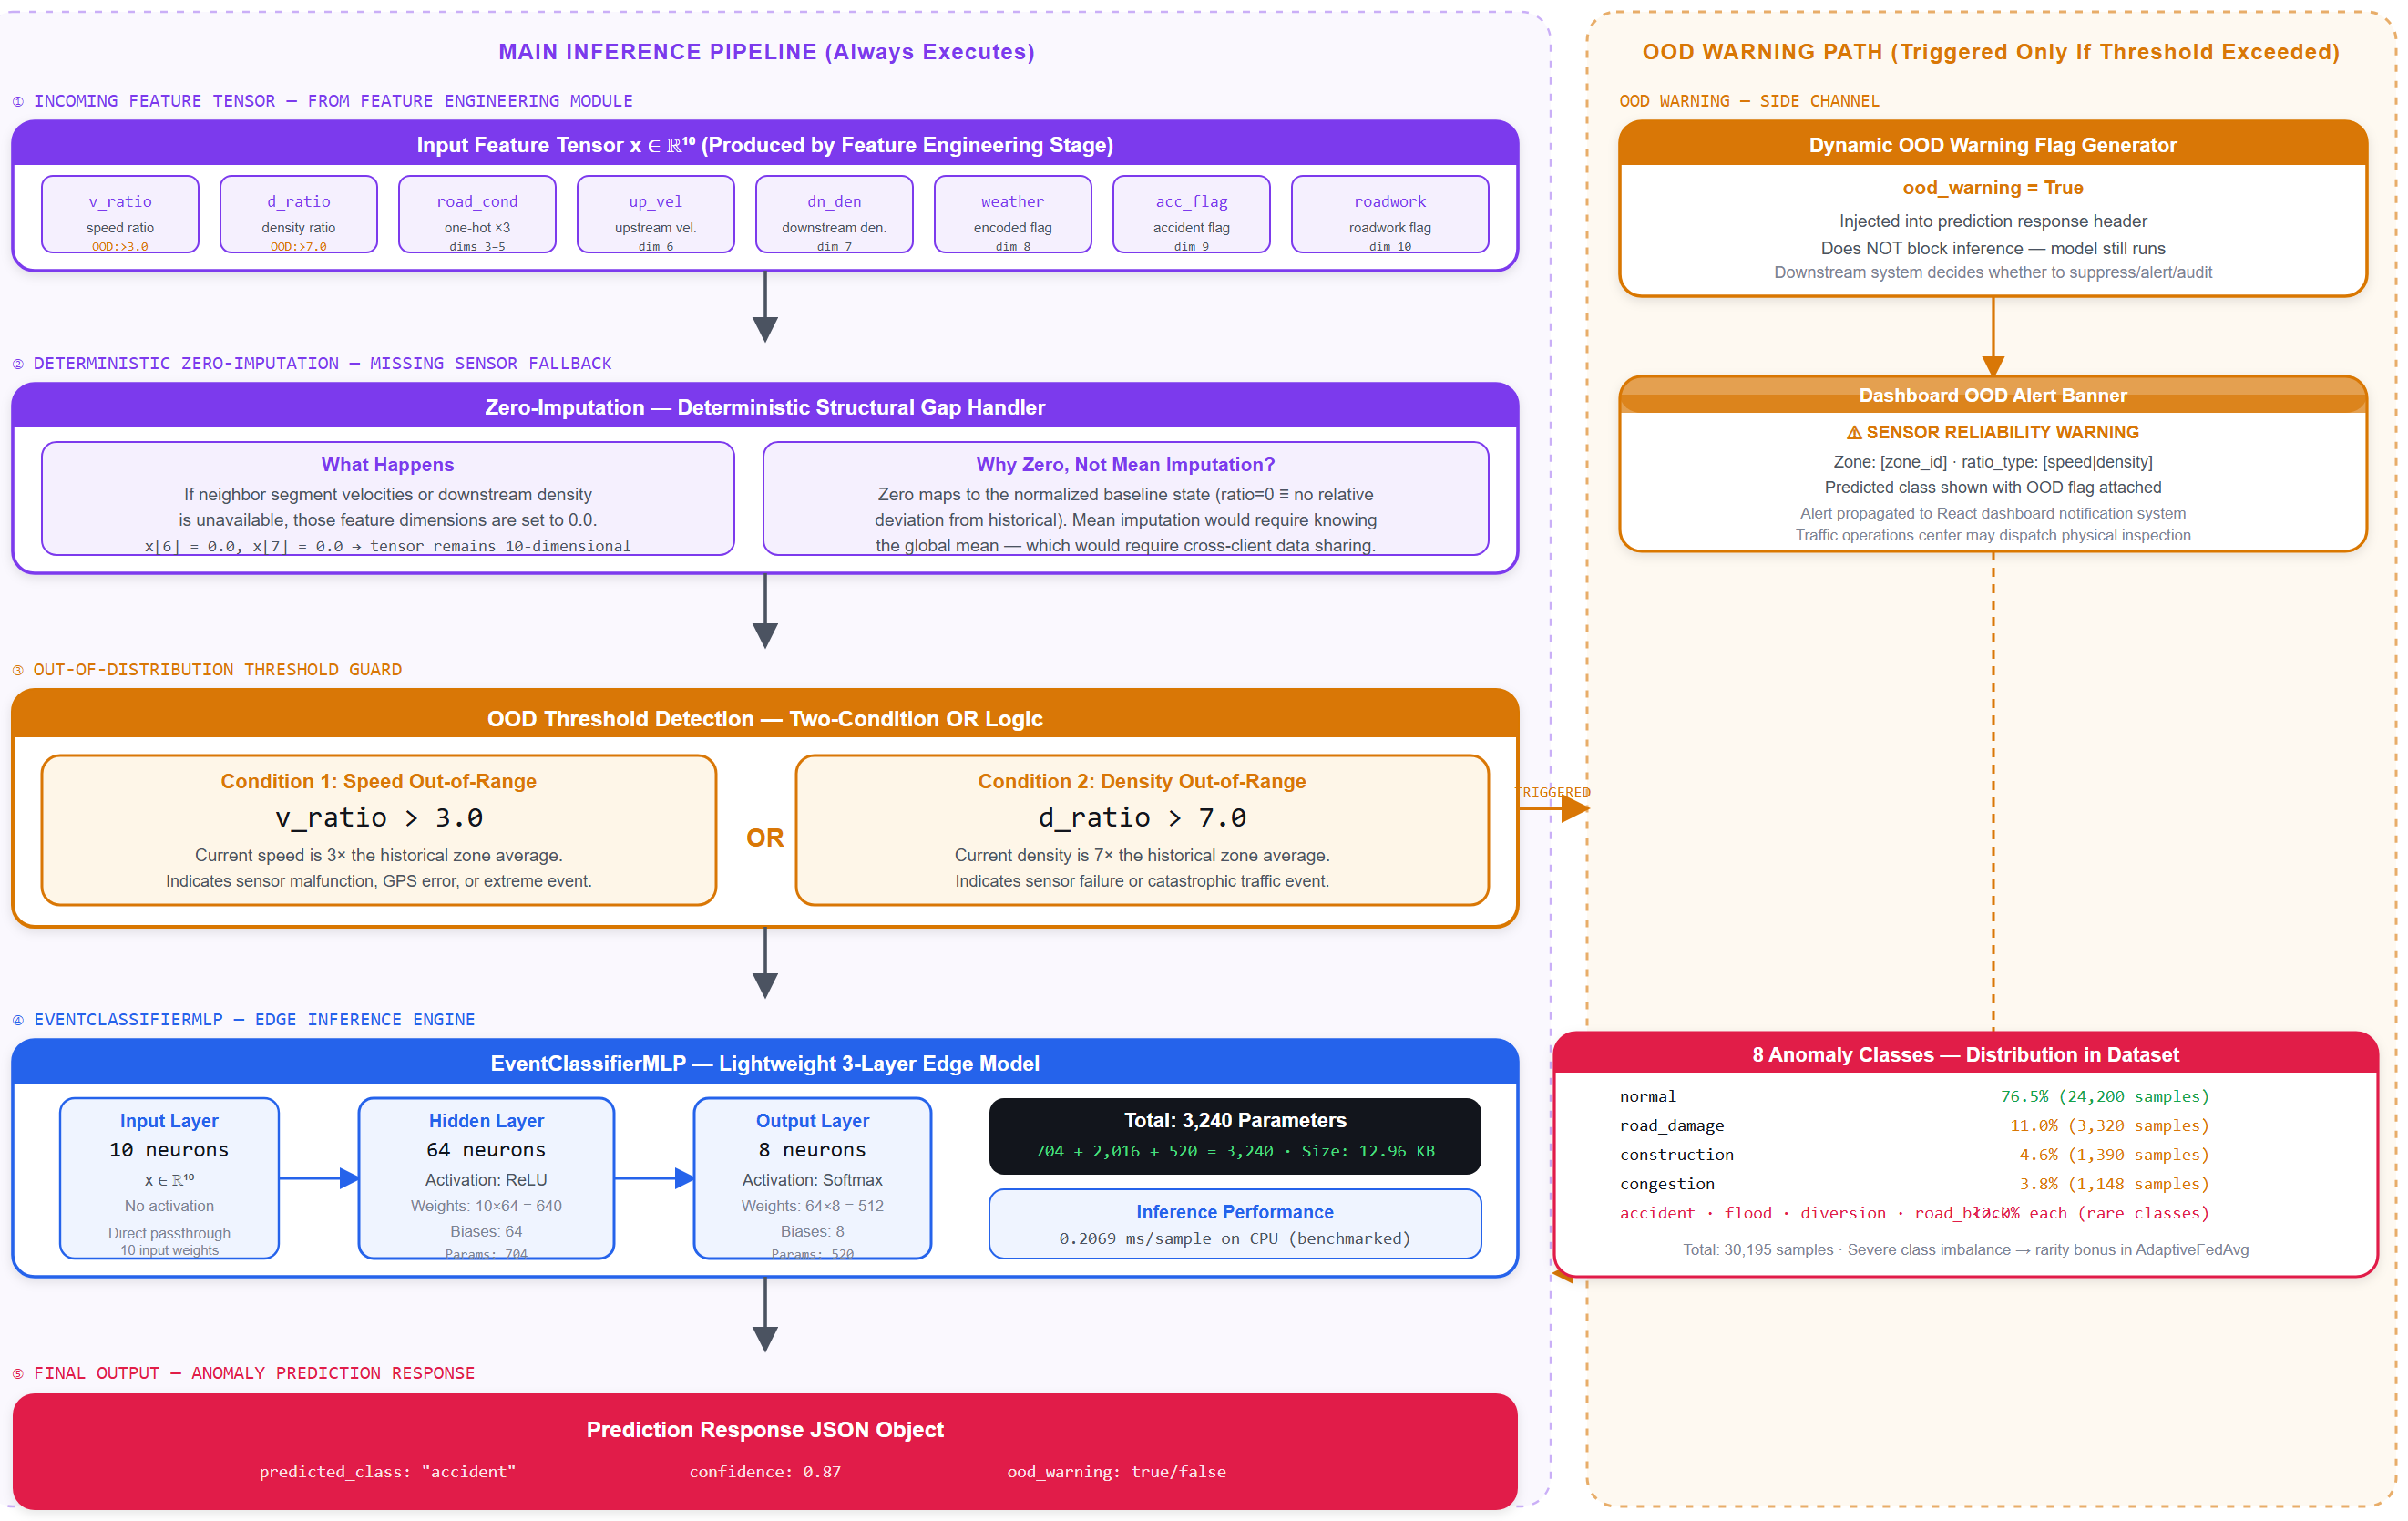 MAIN INFERENCE PIPELINE (Always Executes)
① INCOMING FEATURE TENSOR — FROM FEATURE ENGINEERING MODULE
Input Feature Tensor x ∈ ℝ¹⁰ (Produced by Feature Engineering Stage)
v_ratio
speed ratio
OOD:>3.0
d_ratio
density ratio
OOD:>7.0
road_cond
one-hot ×3
dims 3–5
up_vel
upstream vel.
dim 6
dn_den
downstream den.
dim 7
weather
encoded flag
dim 8
acc_flag
accident flag
dim 9
roadwork
roadwork flag
dim 10
② DETERMINISTIC ZERO-IMPUTATION — MISSING SENSOR FALLBACK
Zero-Imputation — Deterministic Structural Gap Handler
What Happens
If neighbor segment velocities or downstream density
is unavailable, those feature dimensions are set to 0.0.
x[6] = 0.0, x[7] = 0.0 → tensor remains 10-dimensional
Why Zero, Not Mean Imputation?
Zero maps to the normalized baseline state (ratio=0 ≡ no relative
deviation from historical). Mean imputation would require knowing
the global mean — which would require cross-client data sharing.
③ OUT-OF-DISTRIBUTION THRESHOLD GUARD
OOD Threshold Detection — Two-Condition OR Logic
Condition 1: Speed Out-of-Range
v_ratio > 3.0
Current speed is 3× the historical zone average.
Indicates sensor malfunction, GPS error, or extreme event.
OR
Condition 2: Density Out-of-Range
d_ratio > 7.0
Current density is 7× the historical zone average.
Indicates sensor failure or catastrophic traffic event.
TRIGGERED
④ EVENTCLASSIFIERMLP — EDGE INFERENCE ENGINE
EventClassifierMLP — Lightweight 3-Layer Edge Model
Input Layer
10 neurons
x ∈ ℝ¹⁰
No activation
Direct passthrough
10 input weights
Hidden Layer
64 neurons
Activation: ReLU
Weights: 10×64 = 640
Biases: 64
Params: 704
Output Layer
8 neurons
Activation: Softmax
Weights: 64×8 = 512
Biases: 8
Params: 520
Total: 3,240 Parameters
704 + 2,016 + 520 = 3,240 · Size: 12.96 KB
Inference Performance
0.2069 ms/sample on CPU (benchmarked)
⑤ FINAL OUTPUT — ANOMALY PREDICTION RESPONSE
Prediction Response JSON Object
predicted_class: "accident"
confidence: 0.87
ood_warning: true/false
OOD WARNING PATH (Triggered Only If Threshold Exceeded)
OOD WARNING — SIDE CHANNEL
Dynamic OOD Warning Flag Generator
ood_warning = True
Injected into prediction response header
Does NOT block inference — model still runs
Downstream system decides whether to suppress/alert/audit
Dashboard OOD Alert Banner
⚠ SENSOR RELIABILITY WARNING
Zone: [zone_id] · ratio_type: [speed|density]
Predicted class shown with OOD flag attached
Alert propagated to React dashboard notification system
Traffic operations center may dispatch physical inspection
8 Anomaly Classes — Distribution in Dataset
normal 76.5% (24,200 samples)
road_damage 11.0% (3,320 samples)
construction 4.6% (1,390 samples)
congestion 3.8% (1,148 samples)
accident · flood · diversion · road_block each (rare classes)
Total: 30,195 samples · Severe class imbalance → rarity bonus in AdaptiveFedAvg